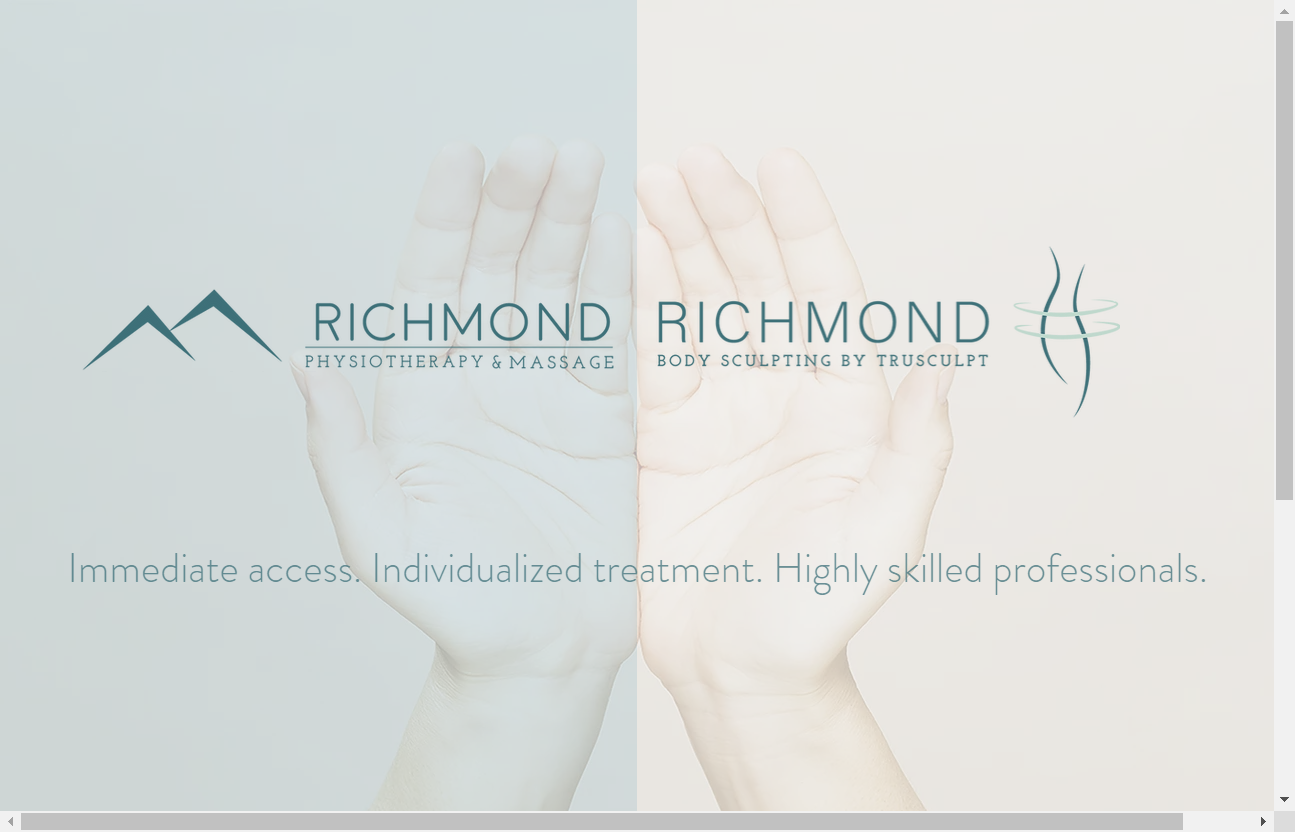 RICHMOND
PHYSIOTHERAPY & MASSAGE
RICHMOND
BODY SCULPTING BY TRUSCULPT
Immediate access. Individualized treatment. Highly skilled professionals.